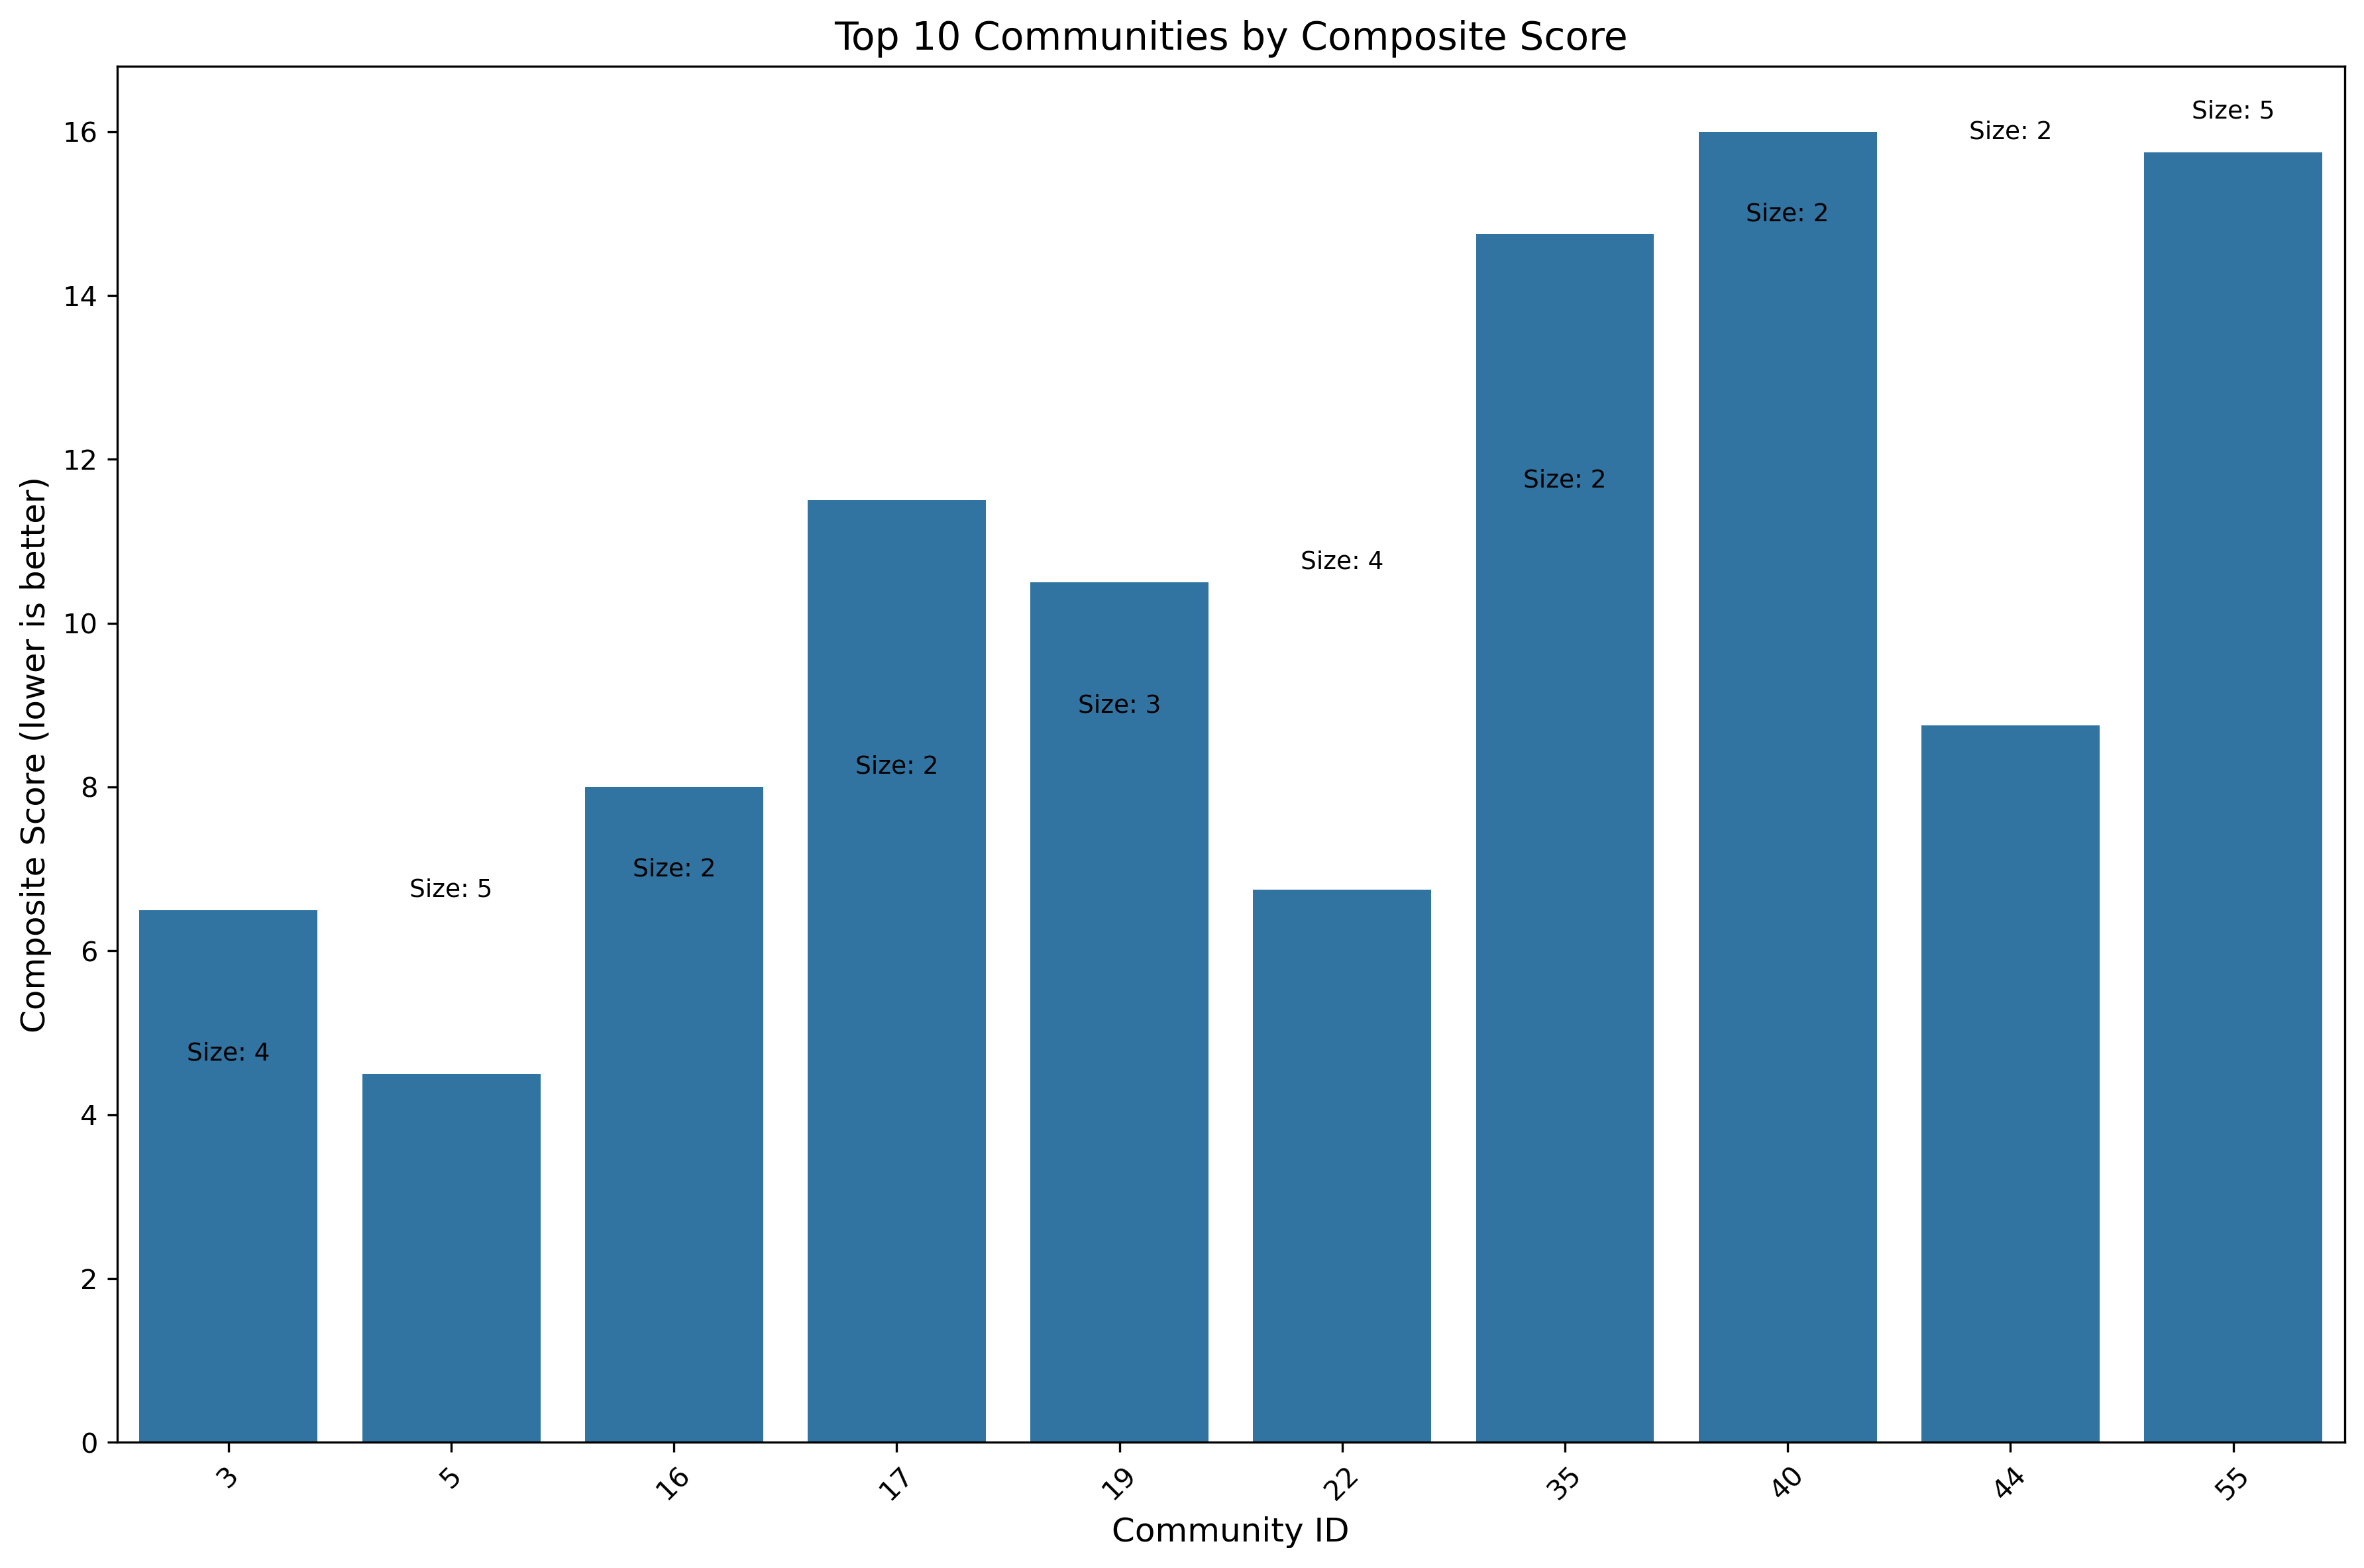 Top 10 Communities by Composite Score
Composite Score (lower is better)
16
14
12
10
8
6
4
2
0
Size: 4
Size: 5
Size: 2
Size: 2
Size: 3
Size: 4
Size: 2
Size: 2
Size: 2
Size: 5
3
5
16
17
19
22
35
40
44
55
Community ID